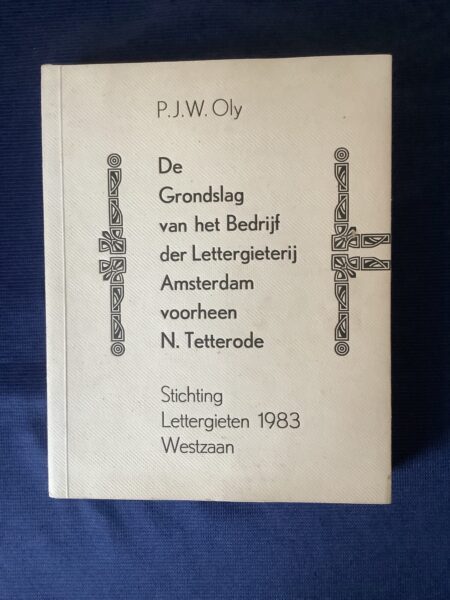 P.J.W. Oly
De
Grondslag
van het Bedrijf
der Lettergieterij
Amsterdam
voorheen
N. Tetterode
Stichting
Lettergieten 1983
Westzaan